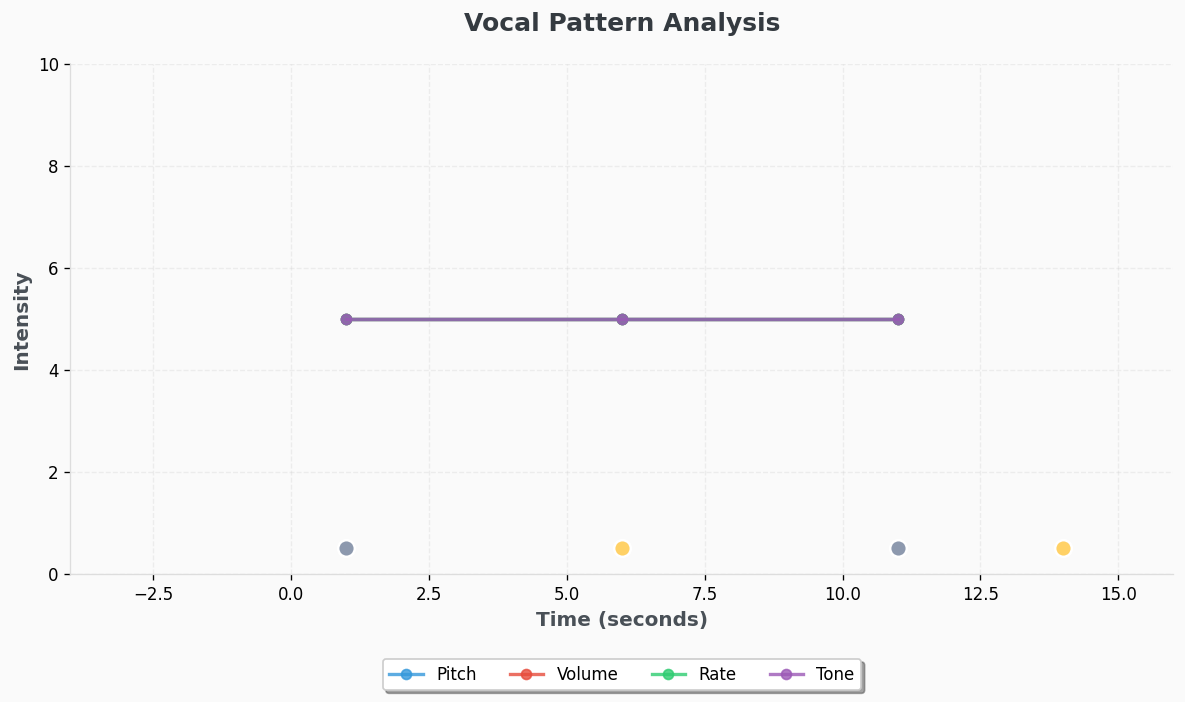 Vocal Pattern Analysis
10
8
6
4
2
0
Intensity
−2.5 0.0 2.5 5.0 7.5 10.0 12.5 15.0
Time (seconds)
Pitch Volume Rate Tone